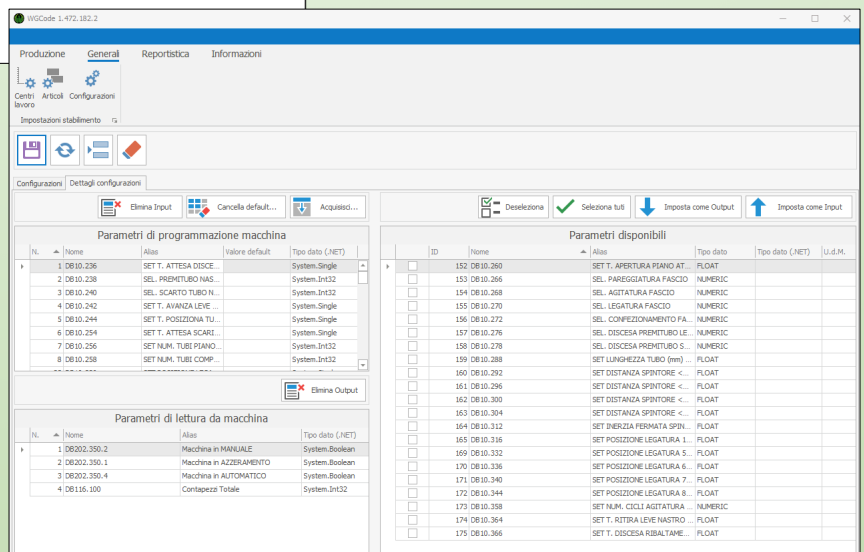 WGCode 1.472.182.2
Produzione Generali Reportistica Informazioni
Centri lavoro Articoli Configurazioni
Impostazioni stabilimento
Configurazioni Dettagli configurazioni
Elimina Input Cancella default... Acquisisci...
Parametri di programmazione macchina
N. Nome Alias Valore default Tipo dato (.NET)
1 DB10.236 SET T. ATTESA DISCE... System.Single
2 DB10.238 SEL. PREMITUBO NAS... System.Int32
3 DB10.240 SEL. SCARTO TUBO N... System.Int32
4 DB10.242 SET T. AVANZA LEVE ... System.Single
5 DB10.244 SET T. POSIZIONA TU... System.Single
6 DB10.254 SET T. ATTESA SCARI... System.Single
7 DB10.256 SET NUM. TUBI PIANO... System.Int32
8 DB10.258 SET NUM. TUBI COMP... System.Int32
Elimina Output
Parametri di lettura da macchina
N. Nome Alias Tipo dato (.NET)
1 DB202.350.2 Macchina in MANUALE System.Boolean
2 DB202.350.1 Macchina in AZZERAMENTO System.Boolean
3 DB202.350.4 Macchina in AUTOMATICO System.Boolean
4 DB116.100 Contapezzi Totale System.Int32
Deseleziona Seleziona tuti Imposta come Output Imposta come Input
Parametri disponibili
ID Nome Alias Tipo dato Tipo dato (.NET) U.d.M.
152 DB10.260 SET T. APERTURA PIANO AT... FLOAT
153 DB10.266 SEL. PAREGGIATURA FASCIO NUMERIC
154 DB10.268 SEL. AGITATURA FASCIO NUMERIC
155 DB10.270 SEL. LEGATURA FASCIO NUMERIC
156 DB10.272 SEL. CONFEZIONAMENTO FA... NUMERIC
157 DB10.276 SEL. DISCESA PREMITUBO LE... NUMERIC
158 DB10.278 SEL. DISCESA PREMITUBO S... NUMERIC
159 DB10.288 SET LUNGHEZZA TUBO (mm) ... FLOAT
160 DB10.292 SET DISTANZA SPINTORE <... FLOAT
161 DB10.296 SET DISTANZA SPINTORE <... FLOAT
162 DB10.300 SET DISTANZA SPINTORE <... FLOAT
163 DB10.304 SET DISTANZA SPINTORE <... FLOAT
164 DB10.312 SET INERZIA FERMATA SPIN... FLOAT
165 DB10.316 SET POSIZIONE LEGATURA 1... FLOAT
169 DB10.332 SET POSIZIONE LEGATURA 5... FLOAT
170 DB10.336 SET POSIZIONE LEGATURA 6... FLOAT
171 DB10.340 SET POSIZIONE LEGATURA 7... FLOAT
172 DB10.344 SET POSIZIONE LEGATURA 8... FLOAT
173 DB10.358 SET NUM. CICLI AGITATURA ... NUMERIC
174 DB10.364 SET T. RITIRA LEVE NASTRO ... FLOAT
175 DB10.366 SET T. DISCESA RIBALTAME... FLOAT